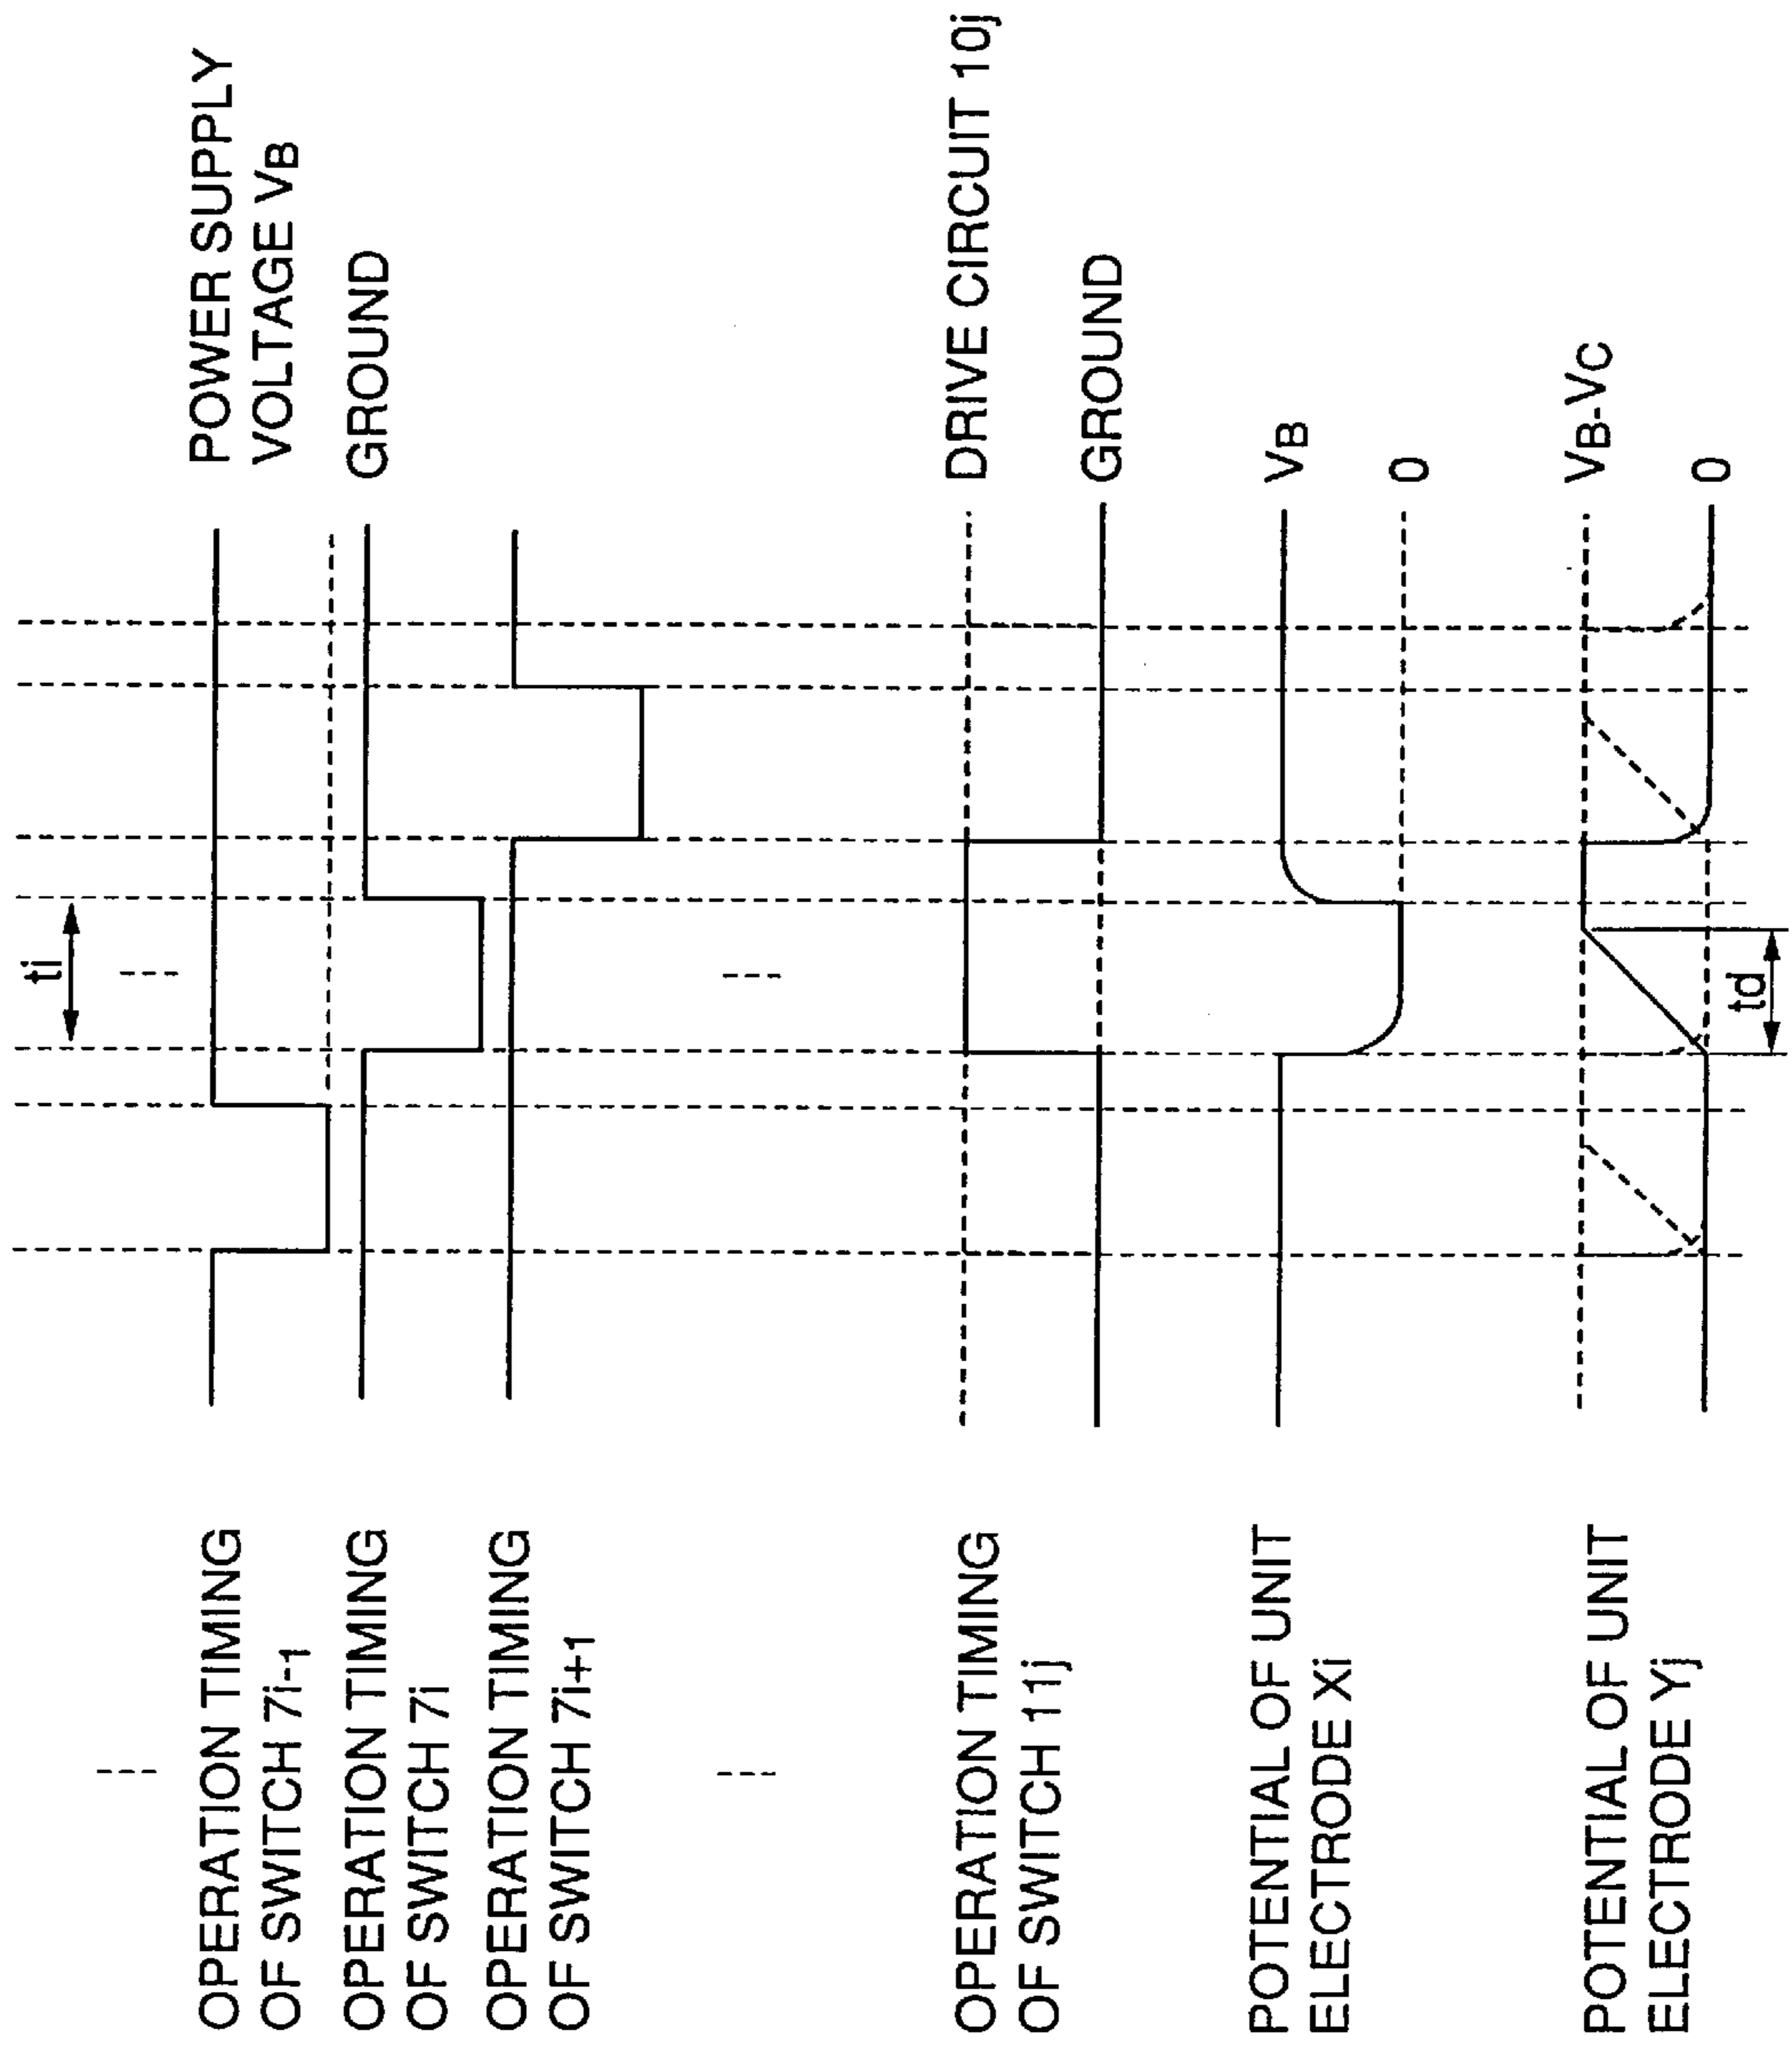 ti
OPERATION TIMING
OF SWITCH 7i-1
POWER SUPPLY
VOLTAGE VB
OPERATION TIMING
OF SWITCH 7i
GROUND
OPERATION TIMING
OF SWITCH 7i+1
OPERATION TIMING
OF SWITCH 11j
DRIVE CIRCUIT 10j
GROUND
POTENTIAL OF UNIT
ELECTRODE Xi
VB
0
POTENTIAL OF UNIT
ELECTRODE Yj
VB-VC
0
td